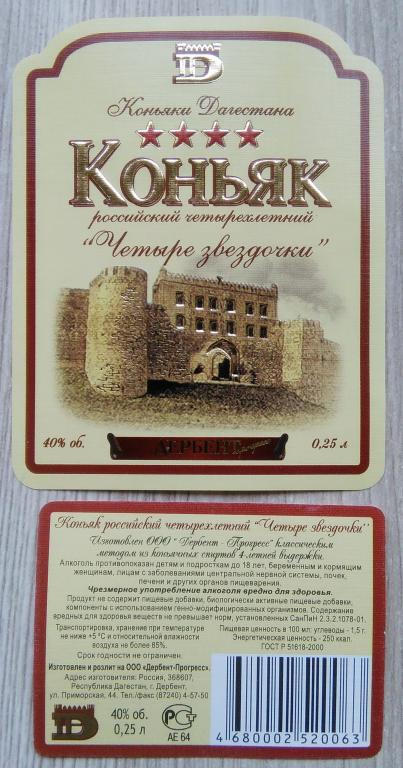 D
Коньяки Дагестана
Коньяк
российский четырехлетний
"Четыре звездочки"
40% об.
ДЕРБЕНТ
0,25 л
Коньяк российский четырехлетний "Четыре звездочки"
Изготовлен ООО "Дербент - Прогресс" классическим
методом из коньячных спиртов 4 летней выдержки.
Алкоголь противопоказан детям и подросткам до 18 лет, беременным и кормящим
женщинам, лицам с заболеваниями центральной нервной системы, почек,
печени и других органов пищеварения.
Чрезмерное употребление алкоголя вредно для здоровья.
Продукт не содержит пищевые добавки, биологически активные пищевые добавки,
компоненты с использованием генно-модифицированных организмов. Содержание
вредных для здоровья веществ не превышает норм, установленных СанПиН 2.3.2.1078-01.
Транспортировка, хранение при температуре
не ниже +5 °С и относительной влажности
воздуха не более 85%.
Срок годности не ограничен.
Пищевая ценность в 100 мл: углеводы - 1,5 г.
Энергетическая ценность - 250 ккал.
ГОСТ Р 51618-2000
Изготовлен и розлит на ООО «Дербент-Прогресс».
Адрес изготовителя: Россия, 368607,
Республика Дагестан, г. Дербент,
ул. Приморская, 44. Тел./факс (87240) 4-57-50
D
40% об.
0,25 л
АЕ 64
4 680002 520063